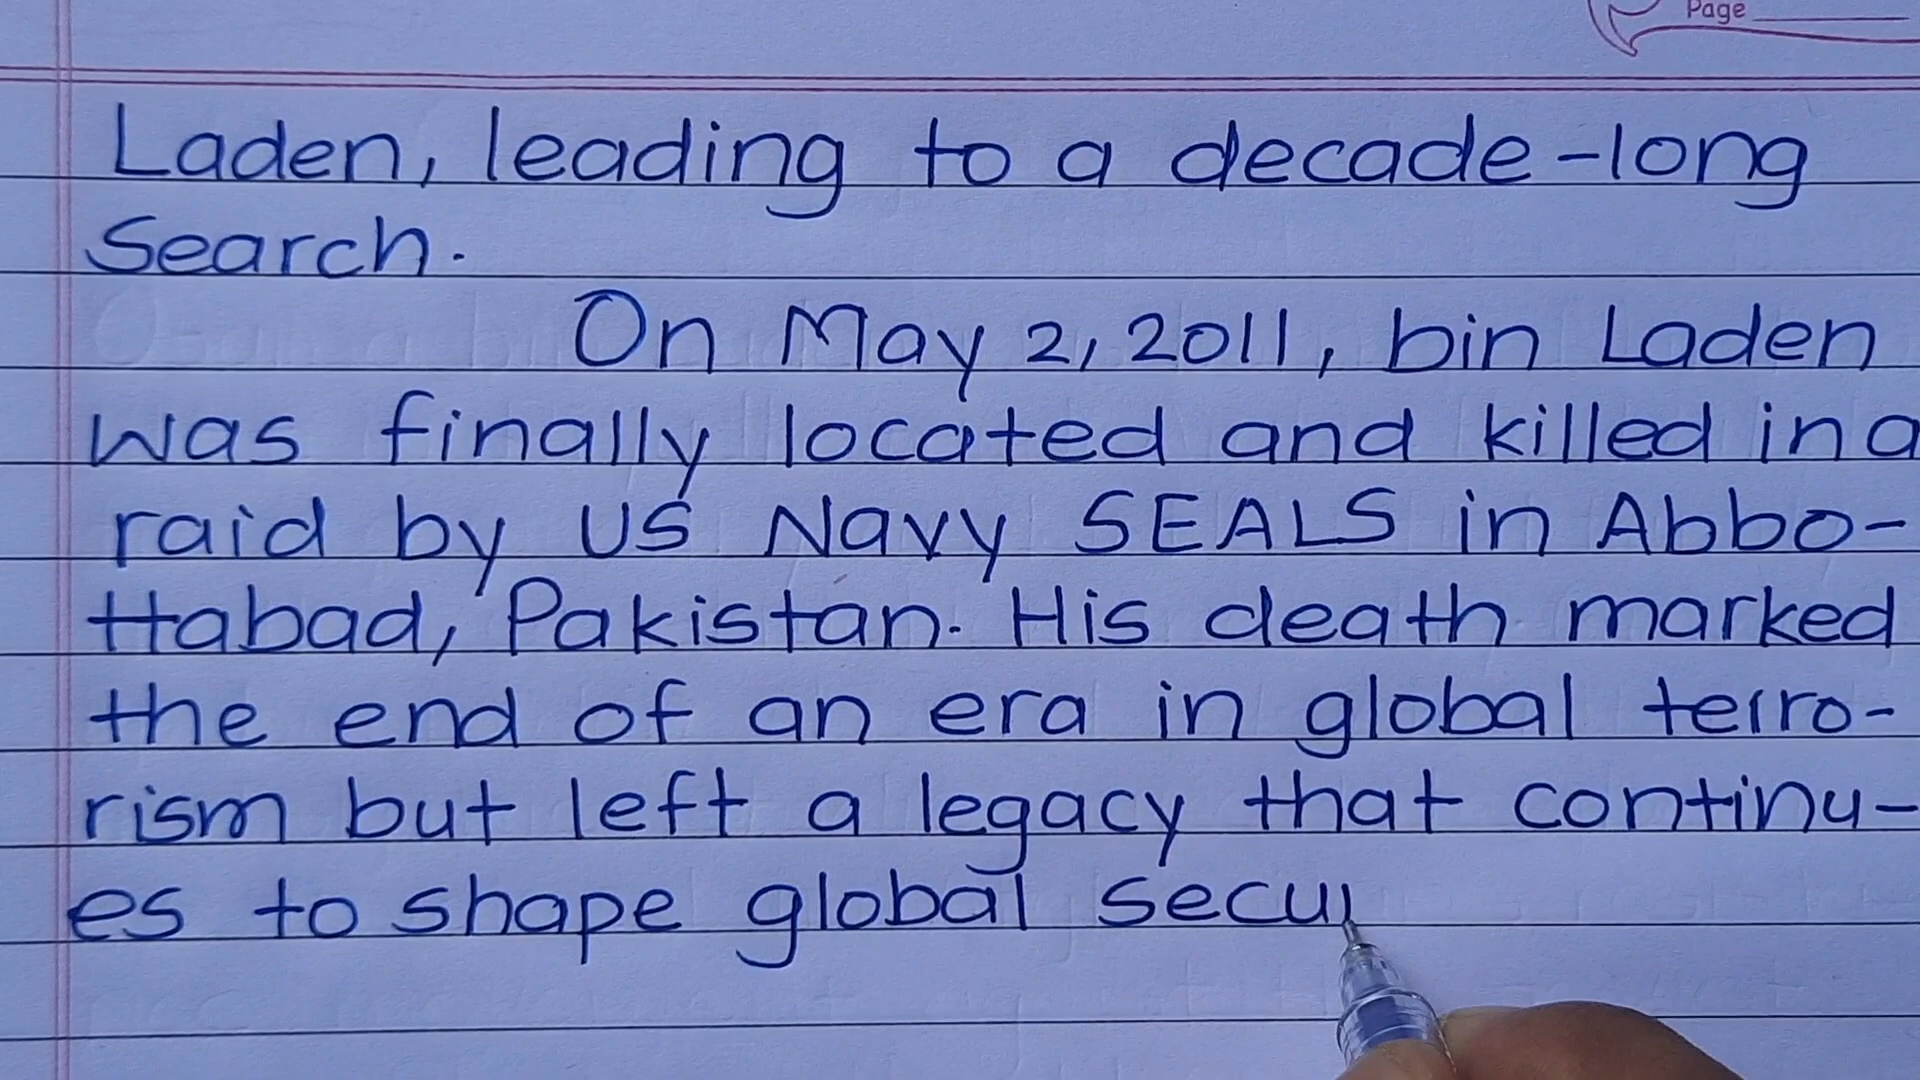 Page
Laden, leading to a decade-long
Search.
On May 2, 2011, bin Laden
was finally located and killed in a
raid by US Navy SEALS in Abbo-
ttabad, Pakistan. His death marked
the end of an era in global terro-
rism but left a legacy that continu-
es to shape global secu